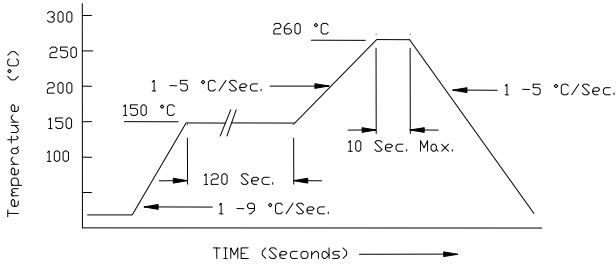 300
260 °C
250
200
1 -5 °C/Sec.
1 -5 °C/Sec.
150 °C
150
10 Sec. Max.
100
120 Sec.
1 -9 °C/Sec.
Temperature (°C)
TIME (Seconds)